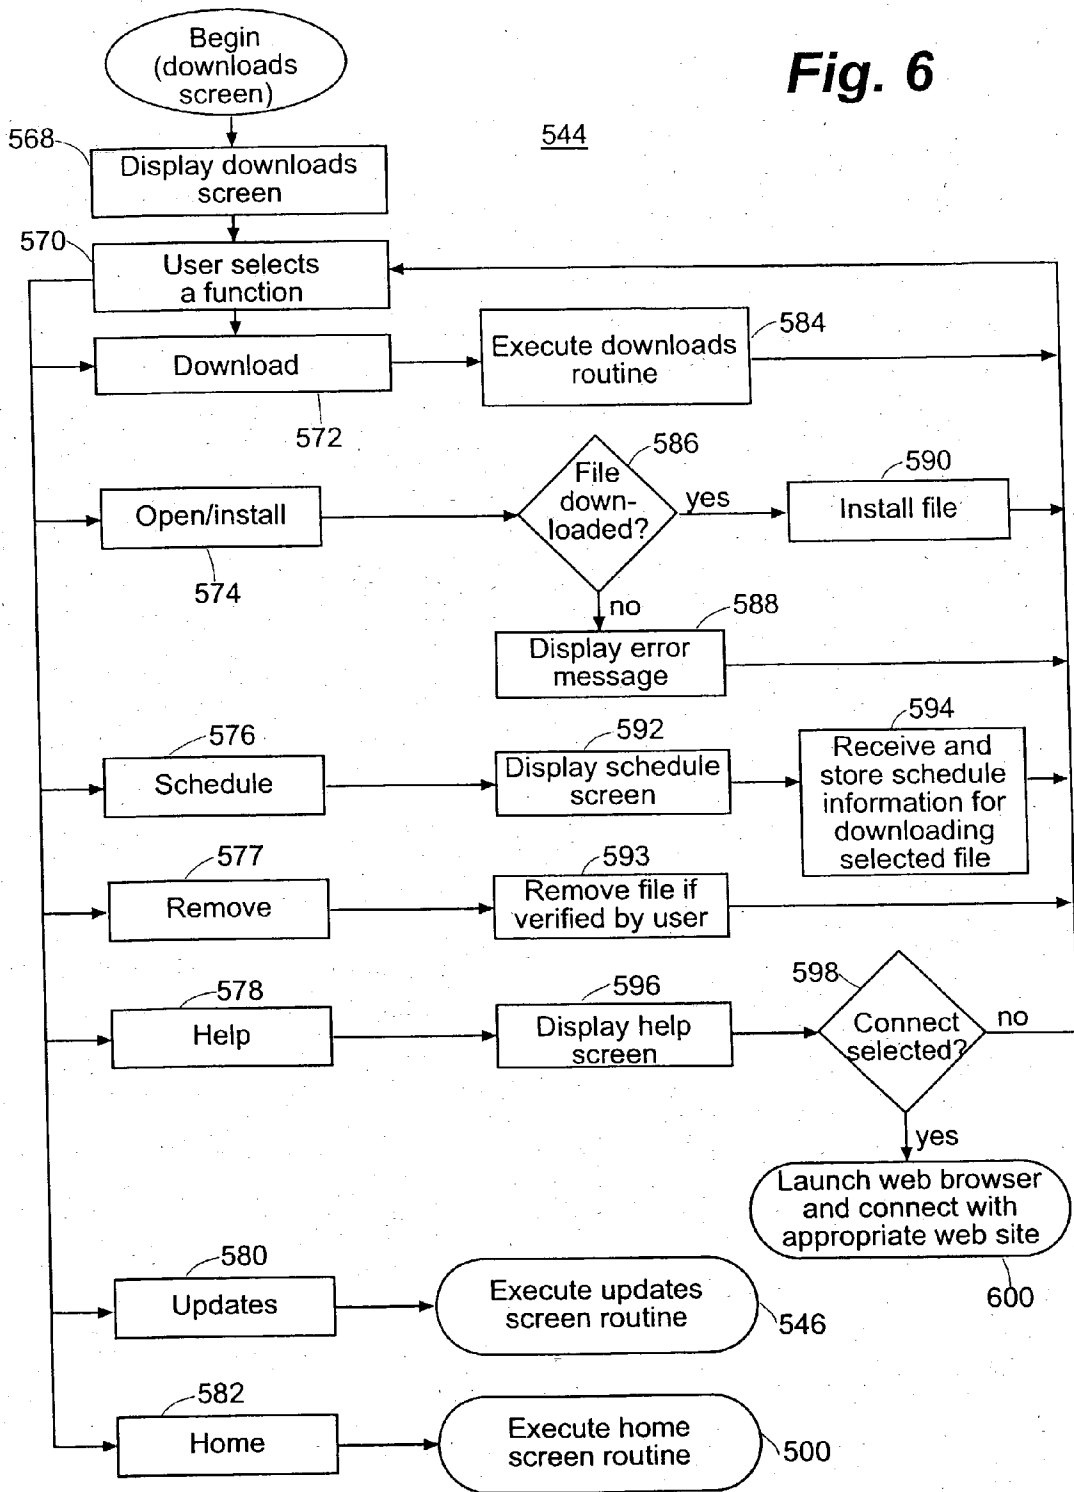 Begin
(downloads
screen)
Fig. 6
544
568
Display downloads
screen
570
User selects
a function
Download
572
Execute downloads
routine
584
Open/install
574
File
down-
loaded?
586
yes
590
Install file
no
588
Display error
message
576
Schedule
592
Display schedule
screen
594
Receive and
store schedule
information for
downloading
selected file
577
Remove
593
Remove file if
verified by user
578
Help
596
Display help
screen
598
Connect
selected?
no
yes
Launch web browser
and connect with
appropriate web site
600
580
Updates
Execute updates
screen routine
546
582
Home
Execute home
screen routine
500